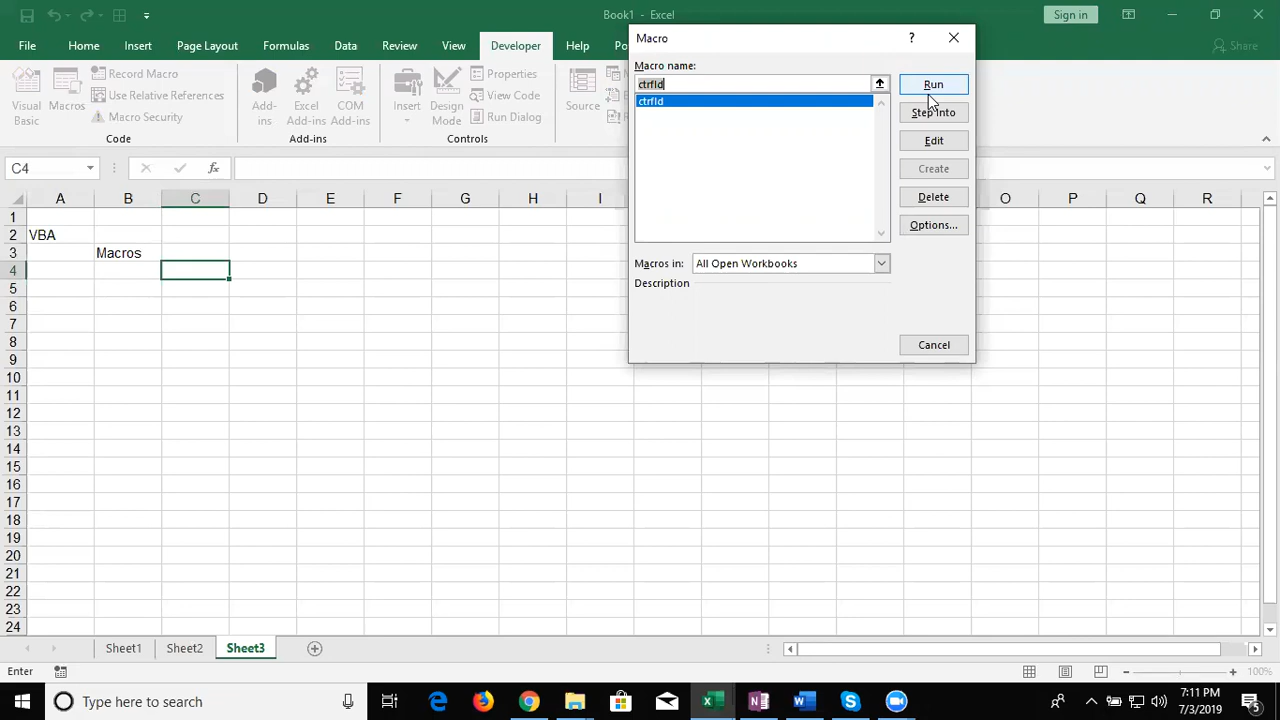 Book1 - Excel
Sign in
File Home Insert Page Layout Formulas Data Review View Developer Help
Share
Visual Basic
Macros
Record Macro
Use Relative References
Macro Security
Code
Add-ins
Excel Add-ins
COM Add-ins
Add-ins
Insert
Design Mode
Properties
View Code
Run Dialog
Controls
Source
Macro
?
Macro name:
ctrfld
ctrfld
Run
Step Into
Edit
Create
Delete
Options...
Macros in:
All Open Workbooks
Description
Cancel
C4
fx
A B C D E F G H I O P Q R
1
2 VBA
3 Macros
4
5
6
7
8
9
10
11
12
13
14
15
16
17
18
19
20
21
22
23
24
Sheet1 Sheet2 Sheet3
Enter
100%
Type here to search
7:11 PM
7/3/2019
5